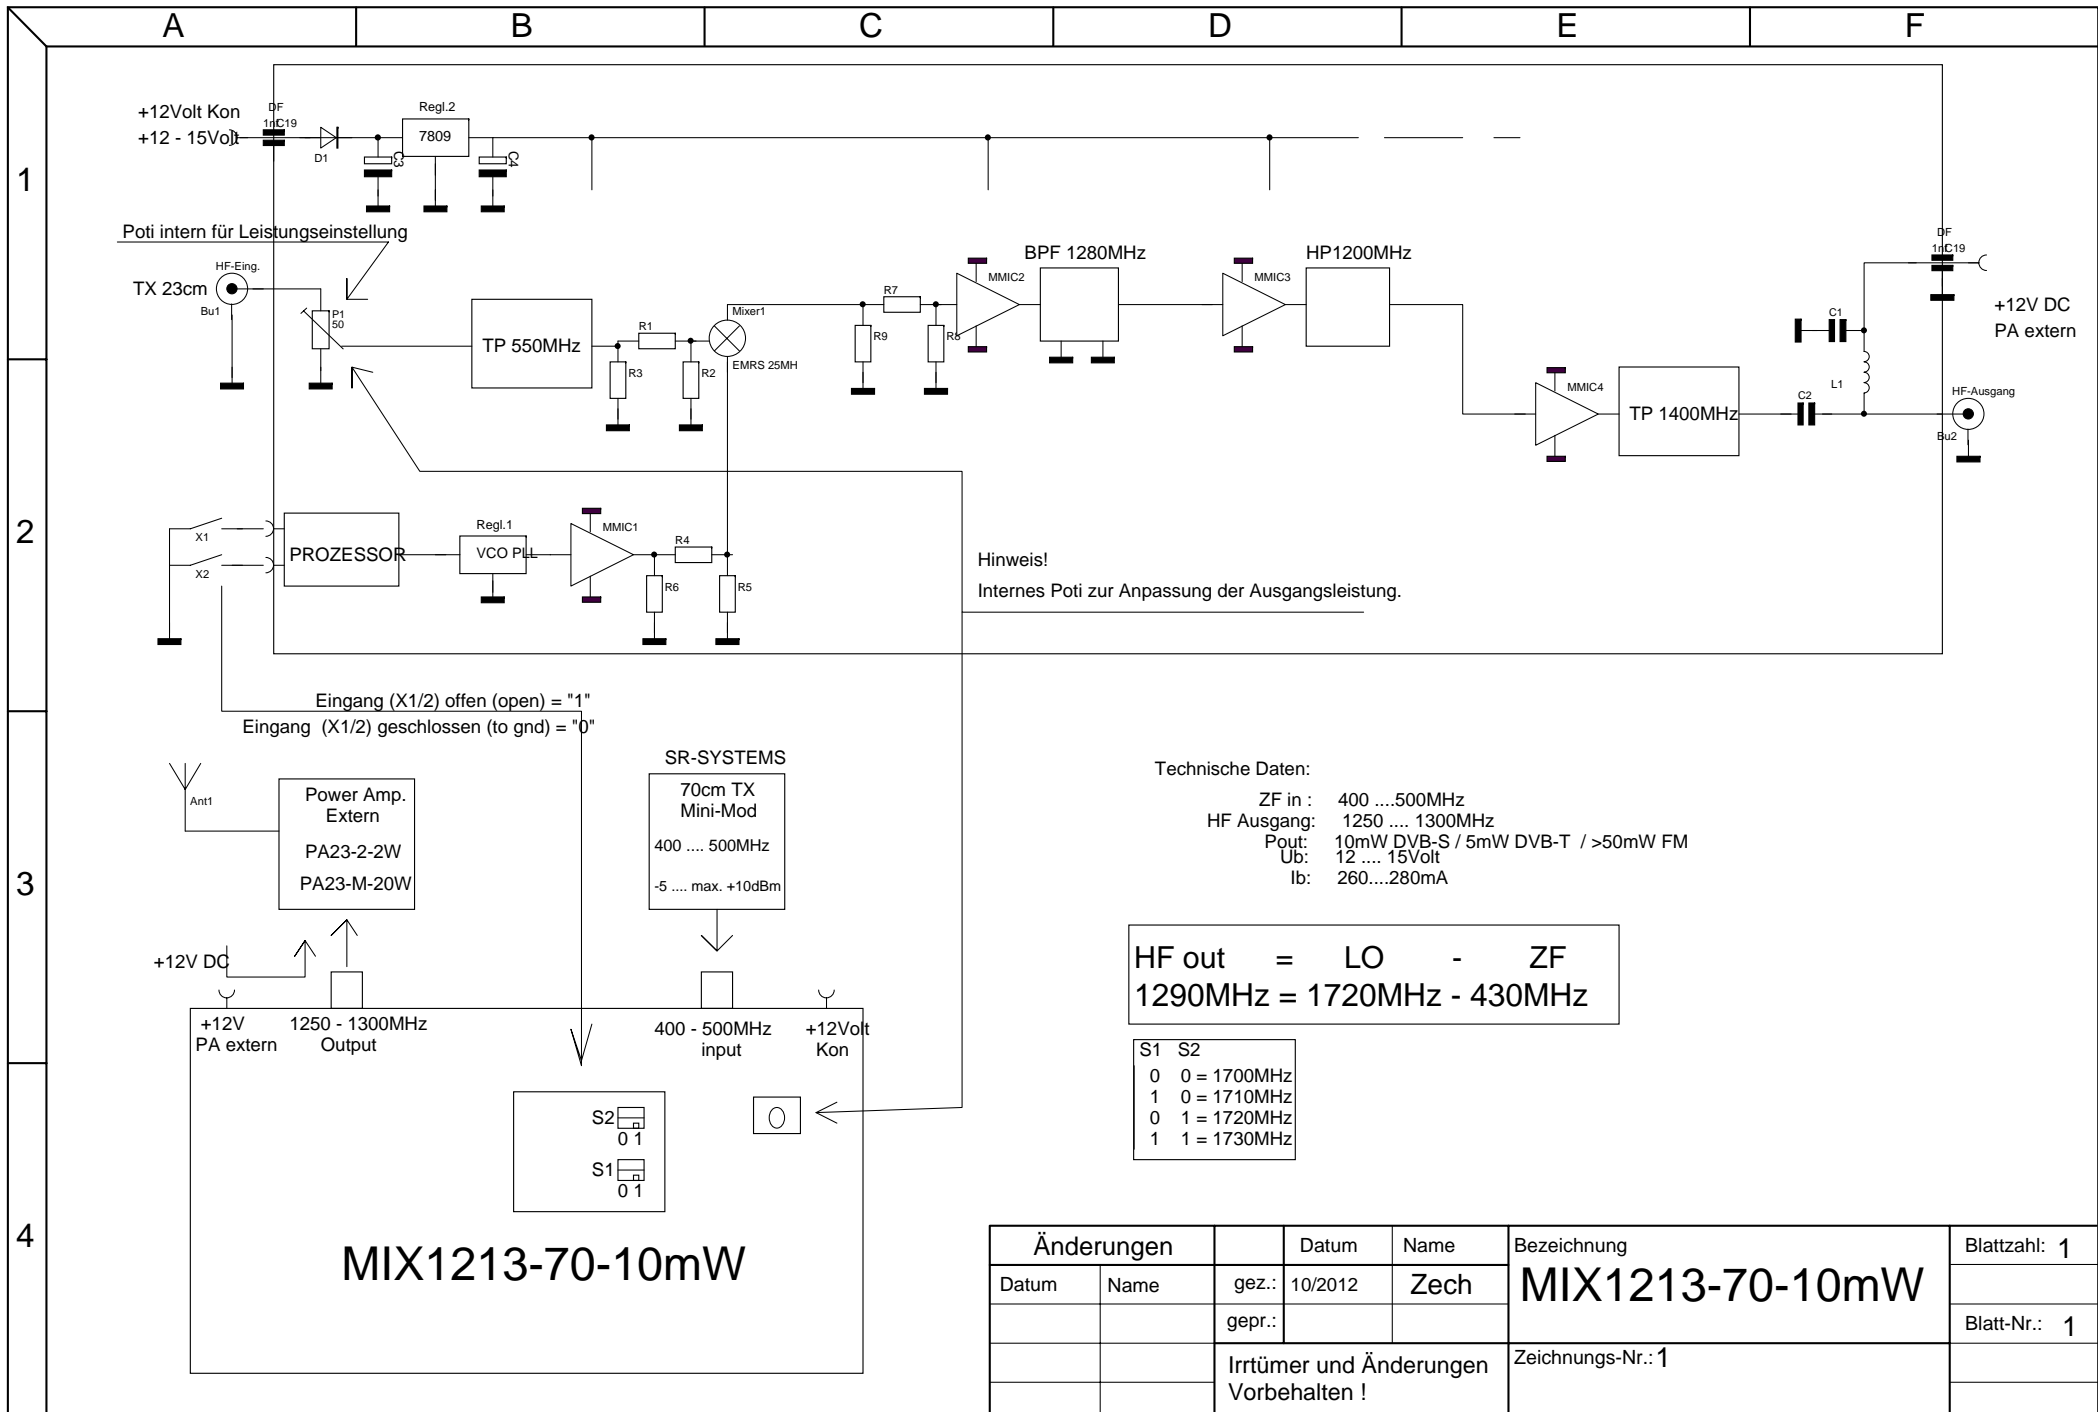 A B C D E F
1
2
3
4
+12Volt Kon
+12 - 15Volt
DF
1nf
C19
D1
C3
Regl.2
7809
C4
Poti intern für Leistungseinstellung
HF-Eing.
TX 23cm
Bu1
P1
50
TP 550MHz
R1
R3
R2
Mixer1
EMRS 25MH
R7
R9
R8
MMIC2
BPF 1280MHz
MMIC3
HP1200MHz
MMIC4
TP 1400MHz
C2
C1
L1
DF
1nf
C19
+12V DC
PA extern
HF-Ausgang
Bu2
X1
X2
PROZESSOR
Regl.1
VCO PLL
MMIC1
R4
R6
R5
Hinweis!
Internes Poti zur Anpassung der Ausgangsleistung.
Eingang (X1/2) offen (open) = "1"
Eingang (X1/2) geschlossen (to gnd) = "0"
Ant1
Power Amp.
Extern
PA23-2-2W
PA23-M-20W
SR-SYSTEMS
70cm TX
Mini-Mod
400 .... 500MHz
-5 .... max. +10dBm
+12V DC
+12V
PA extern
1250 - 1300MHz
Output
400 - 500MHz
input
+12Volt
Kon
S2
0 1
S1
0 1
MIX1213-70-10mW
Technische Daten:
ZF in : 400 ....500MHz
HF Ausgang: 1250 .... 1300MHz
Pout: 10mW DVB-S / 5mW DVB-T / >50mW FM
Ub: 12 .... 15Volt
Ib: 260....280mA
HF out = LO - ZF
1290MHz = 1720MHz - 430MHz
S1 S2
0 0 = 1700MHz
1 0 = 1710MHz
0 1 = 1720MHz
1 1 = 1730MHz
Änderungen Datum Name Bezeichnung Blattzahl: 1
Datum Name gez.: 10/2012 Zech MIX1213-70-10mW
gepr.: Blatt-Nr.: 1
Irrtümer und Änderungen
Vorbehalten !
Zeichnungs-Nr.: 1